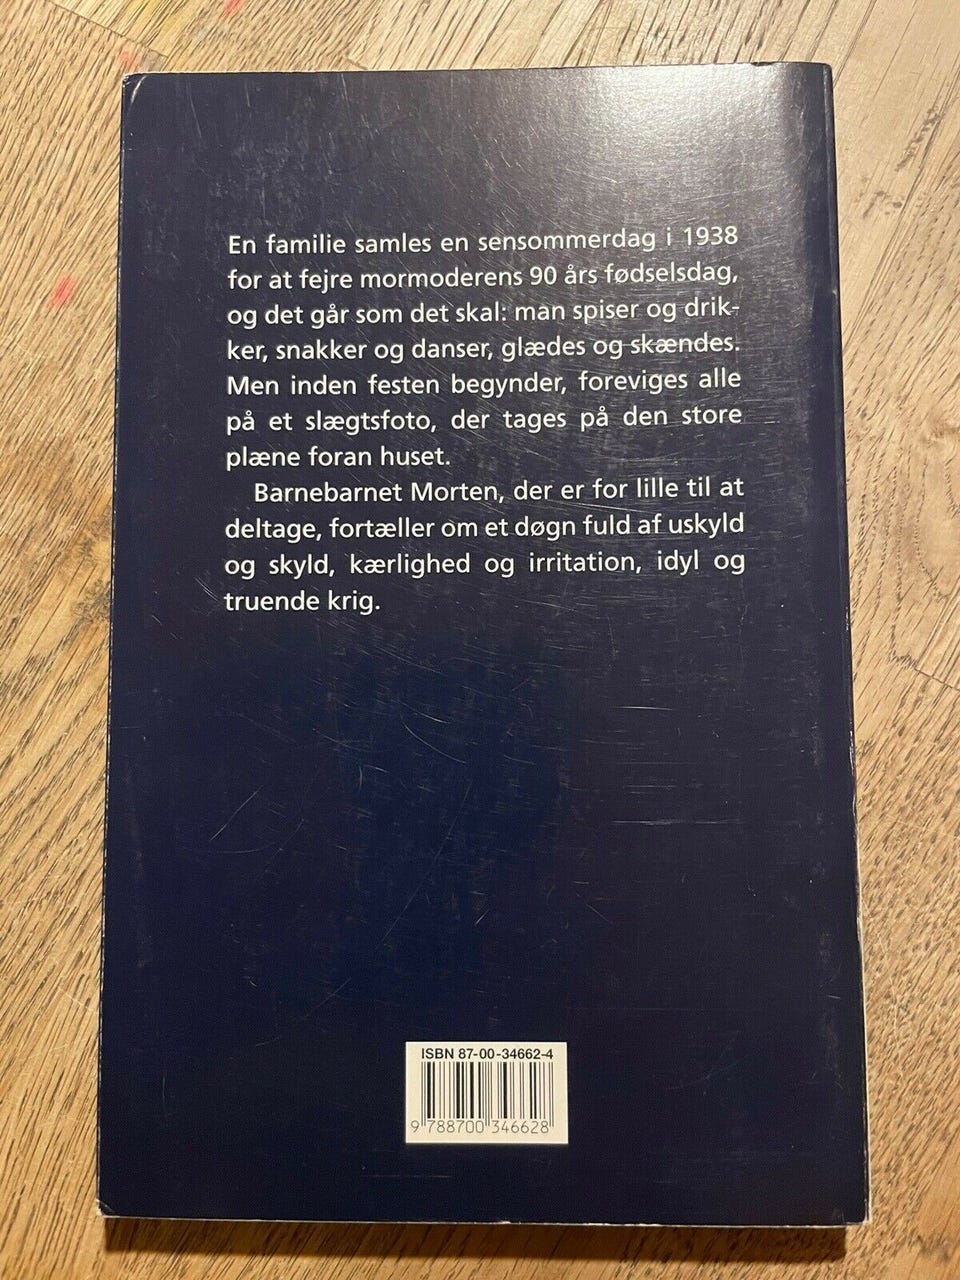 En familie samles en sensommerdag i 1938
for at fejre mormoderens 90 års fødselsdag,
og det går som det skal: man spiser og drik-
ker, snakker og danser, glædes og skændes.
Men inden festen begynder, foreviges alle
på et slægtsfoto, der tages på den store
plæne foran huset.
Barnebarnet Morten, der er for lille til at
deltage, fortæller om et døgn fuld af uskyld
og skyld, kærlighed og irritation, idyl og
truende krig.
ISBN 87-00-34662-4
9 788700 346628